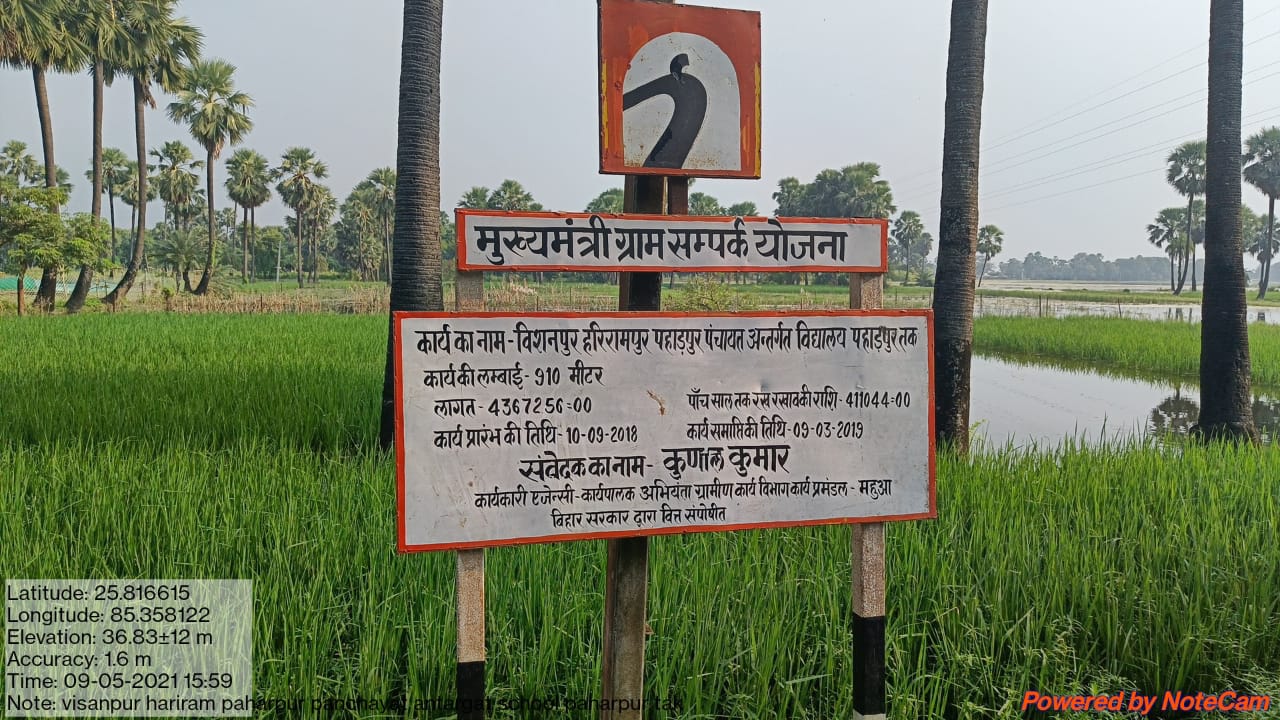 मुख्यमंत्री ग्राम सम्पर्क योजना
कार्य का नाम-विशनपुर हरिरामपुर पहाड़पुर पंचायत अन्तर्गत विद्यालय पहाड़पुर तक
कार्य की लम्बाई- 910 मीटर
लागत - 4367256=00 पाँच साल तक रख रखाव की राशि - 411044=00
कार्य प्रारंभ की तिथि- 10-09-2018 कार्य समाप्ति की तिथि-09-03-2019
संवेदक का नाम- कुणाल कुमार
कार्यकारी एजेन्सी-कार्यपालक अभियंता ग्रामीण कार्य विभाग कार्य प्रमंडल - महुआ
बिहार सरकार द्वारा वित्त संपोषीत
Latitude: 25.816615
Longitude: 85.358122
Elevation: 36.83±12 m
Accuracy: 1.6 m
Time: 09-05-2021 15:59
Note: visanpur hariram paharpur panchayat antargat school paharpur tak
Powered by NoteCam